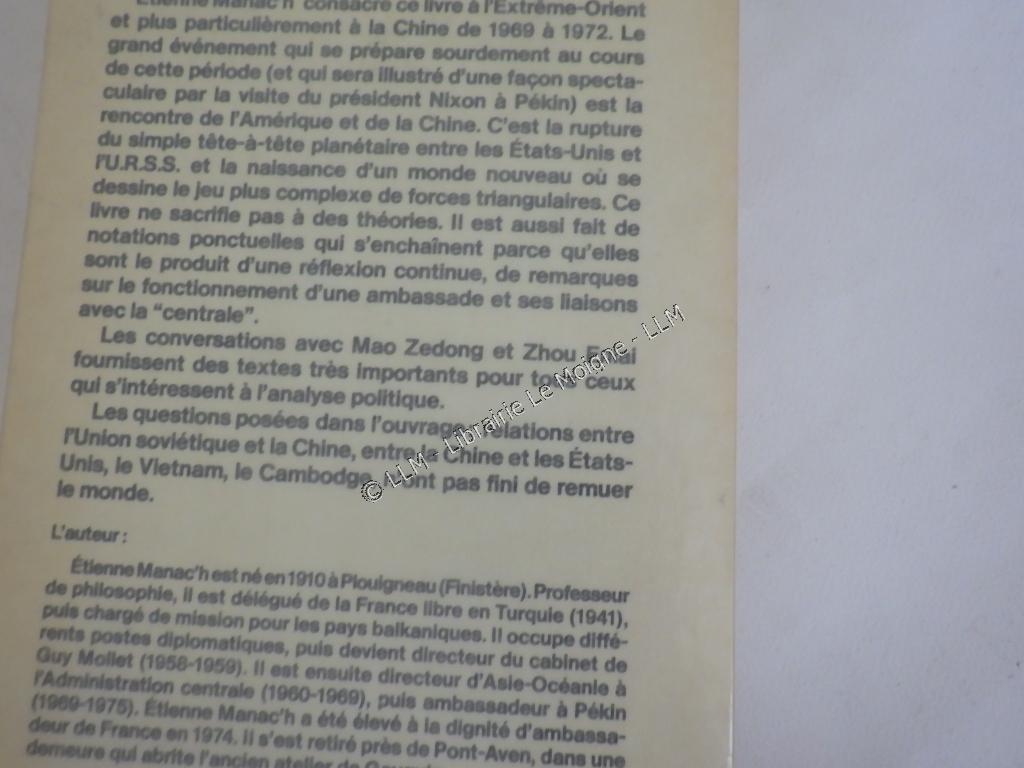 Étienne Manac'h consacre ce livre à l'Extrême-Orient
et plus particulièrement à la Chine de 1969 à 1972. Le
grand événement qui se prépare sourdement au cours
de cette période (et qui sera illustré d'une façon specta-
culaire par la visite du président Nixon à Pékin) est la
rencontre de l'Amérique et de la Chine. C'est la rupture
du simple tête-à-tête planétaire entre les États-Unis et
l'U.R.S.S. et la naissance d'un monde nouveau où se
dessine le jeu plus complexe de forces triangulaires. Ce
livre ne sacrifie pas à des théories. Il est aussi fait de
notations ponctuelles qui s'enchaînent parce qu'elles
sont le produit d'une réflexion continue, de remarques
sur le fonctionnement d'une ambassade et ses liaisons
avec la "centrale".
Les conversations avec Mao Zedong et Zhou Enlai
fournissent des textes très importants pour tous ceux
qui s'intéressent à l'analyse politique.
Les questions posées dans l'ouvrage, relations entre
l'Union soviétique et la Chine, entre la Chine et les États-
Unis, le Vietnam, le Cambodge, n'ont pas fini de remuer
le monde.
L'auteur :
Étienne Manac'h est né en 1910 à Plouigneau (Finistère). Professeur
de philosophie, il est délégué de la France libre en Turquie (1941),
puis chargé de mission pour les pays balkaniques. Il occupe diffé-
rents postes diplomatiques, puis devient directeur du cabinet de
Guy Mollet (1958-1959). Il est ensuite directeur d'Asie-Océanie à
l'Administration centrale (1960-1969), puis ambassadeur à Pékin
(1969-1975). Étienne Manac'h a été élevé à la dignité d'ambassa-
deur de France en 1974. Il s'est retiré près de Pont-Aven, dans une
demeure qui abrite l'ancien atelier de
© LLM - Librairie Le Moigne - LLM